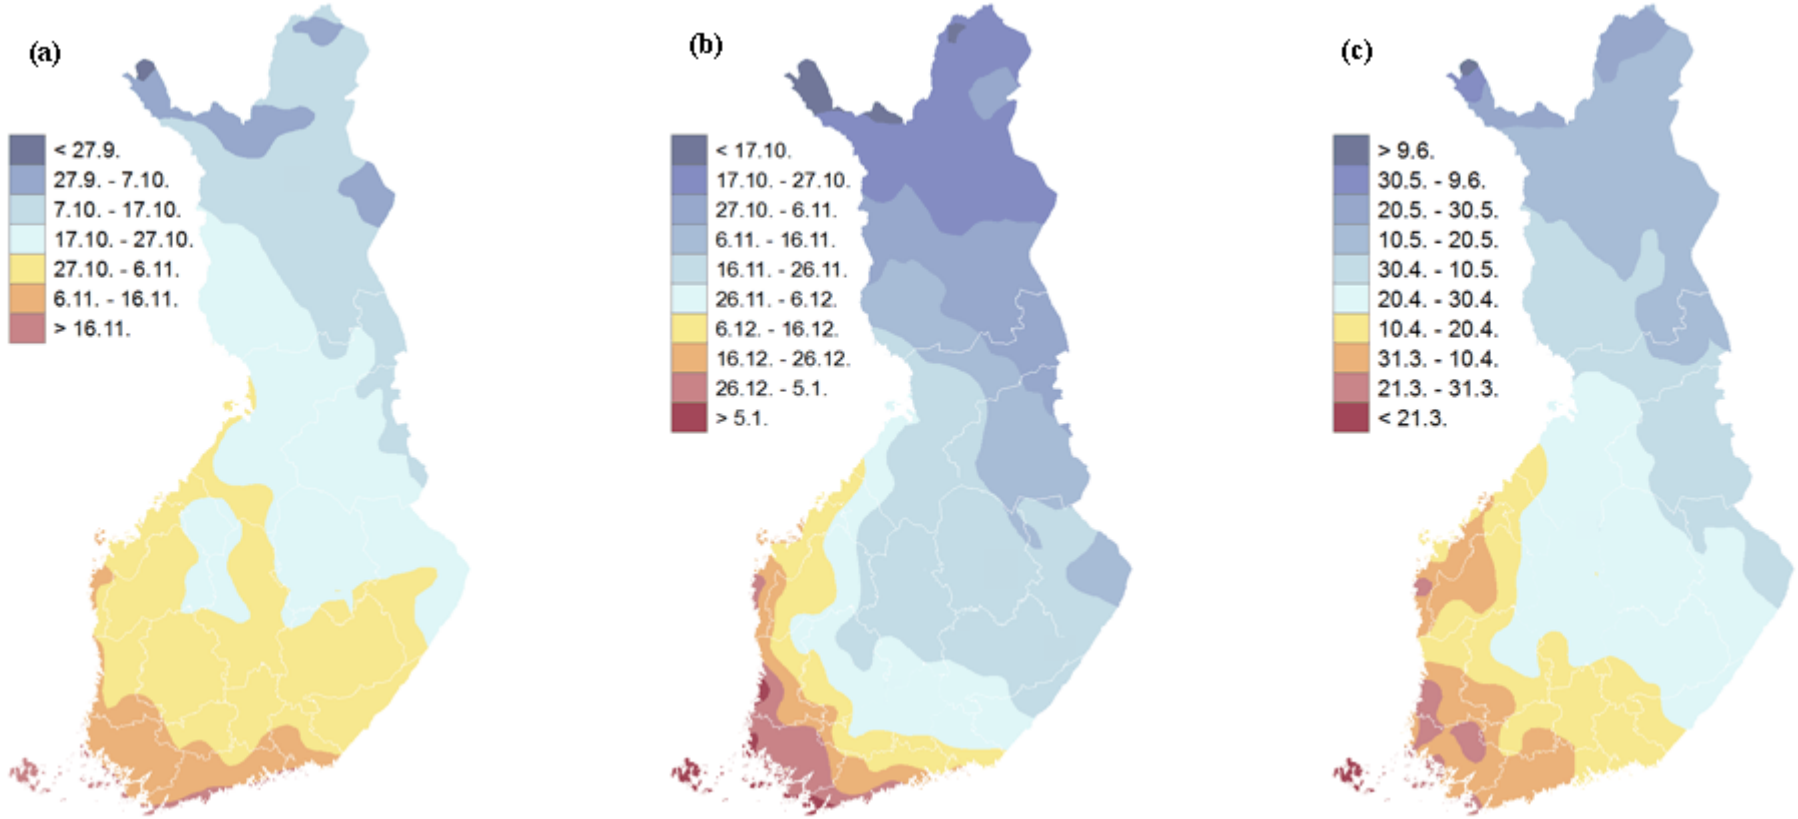 (a)
< 27.9.
27.9. - 7.10.
7.10. - 17.10.
17.10. - 27.10.
27.10. - 6.11.
6.11. - 16.11.
> 16.11.
(b)
< 17.10.
17.10. - 27.10.
27.10. - 6.11.
6.11. - 16.11.
16.11. - 26.11.
26.11. - 6.12.
6.12. - 16.12.
16.12. - 26.12.
26.12. - 5.1.
> 5.1.
(c)
> 9.6.
30.5. - 9.6.
20.5. - 30.5.
10.5. - 20.5.
30.4. - 10.5.
20.4. - 30.4.
10.4. - 20.4.
31.3. - 10.4.
21.3. - 31.3.
< 21.3.